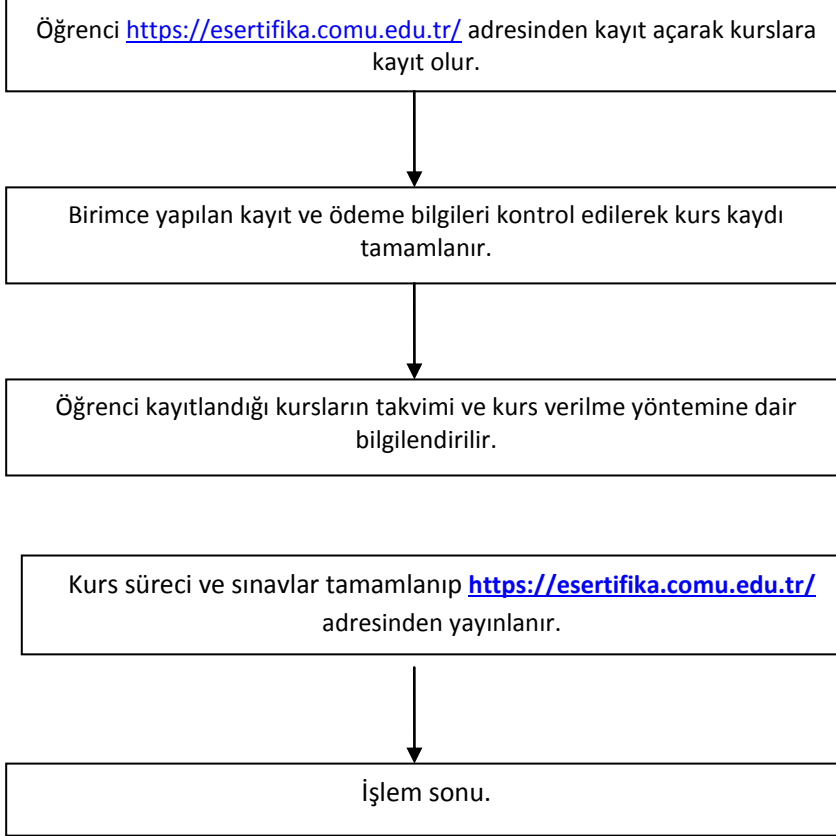 Öğrenci https://esertifika.comu.edu.tr/ adresinden kayıt açarak kurslara
kayıt olur.
Birimce yapılan kayıt ve ödeme bilgileri kontrol edilerek kurs kaydı
tamamlanır.
Öğrenci kayıtlandığı kursların takvimi ve kurs verilme yöntemine dair
bilgilendirilir.
Kurs süreci ve sınavlar tamamlanıp https://esertifika.comu.edu.tr/
adresinden yayınlanır.
İşlem sonu.